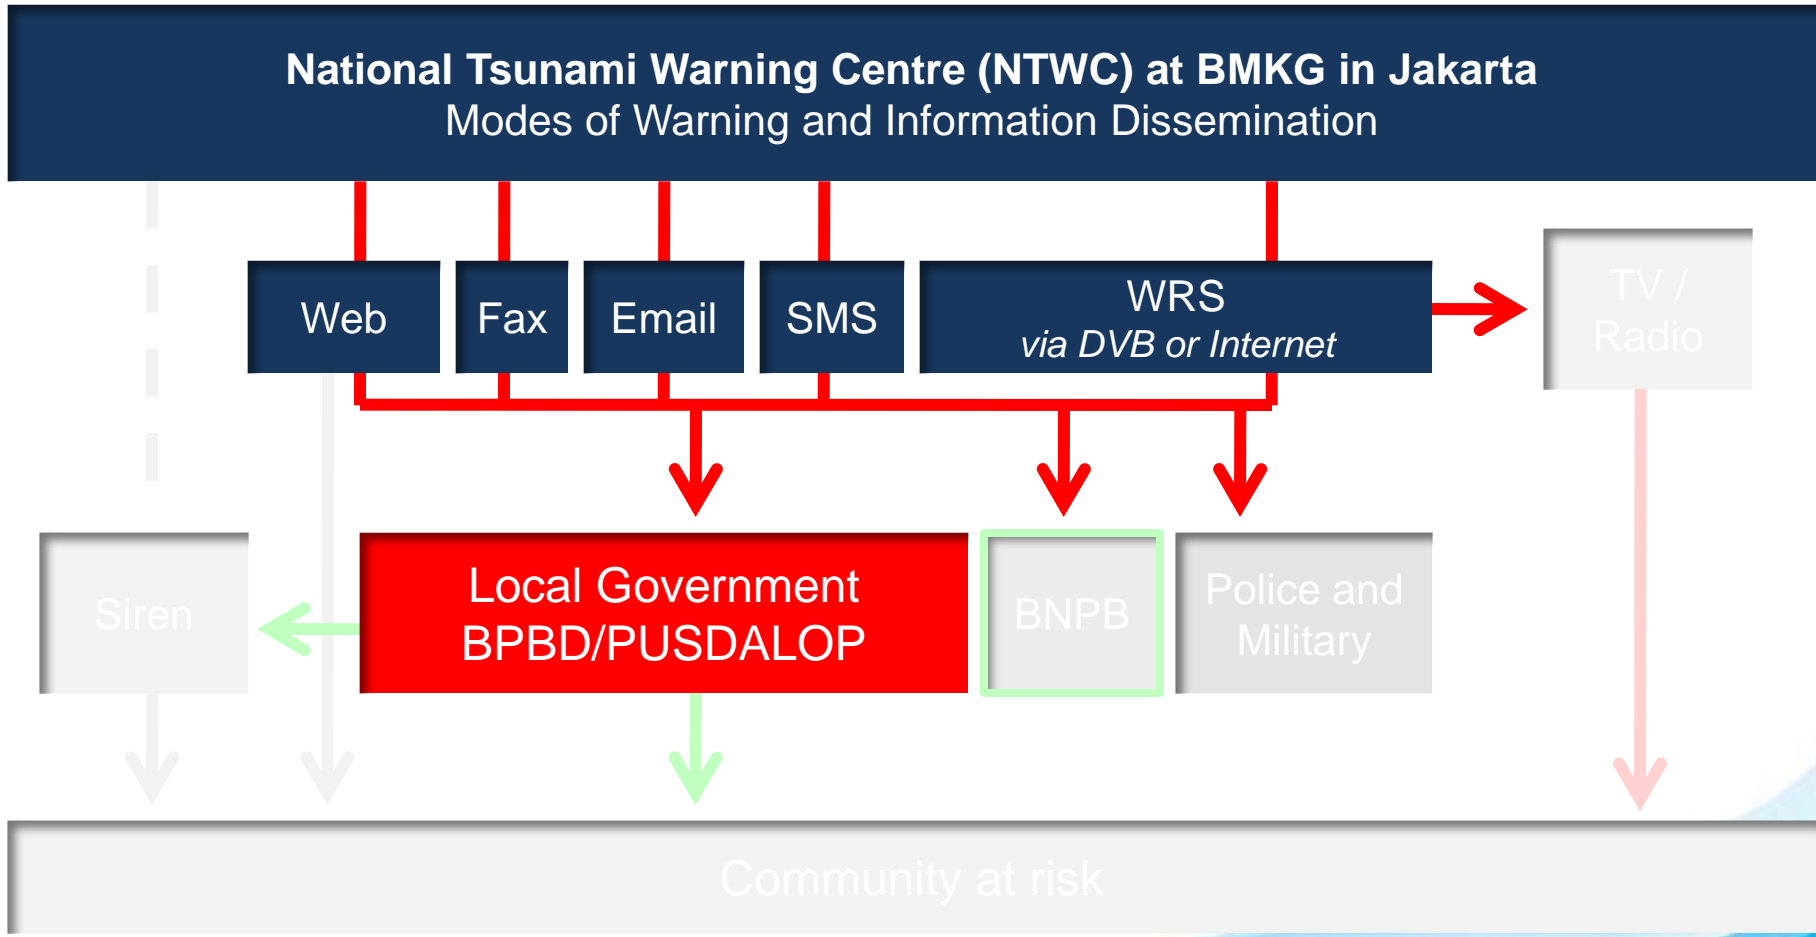 National Tsunami Warning Centre (NTWC) at BMKG in Jakarta
Modes of Warning and Information Dissemination
Web
Fax
Email
SMS
WRS
via DVB or Internet
TV /
Radio
Siren
Local Government
BPBD/PUSDALOP
BNPB
Police and
Military
Community at risk